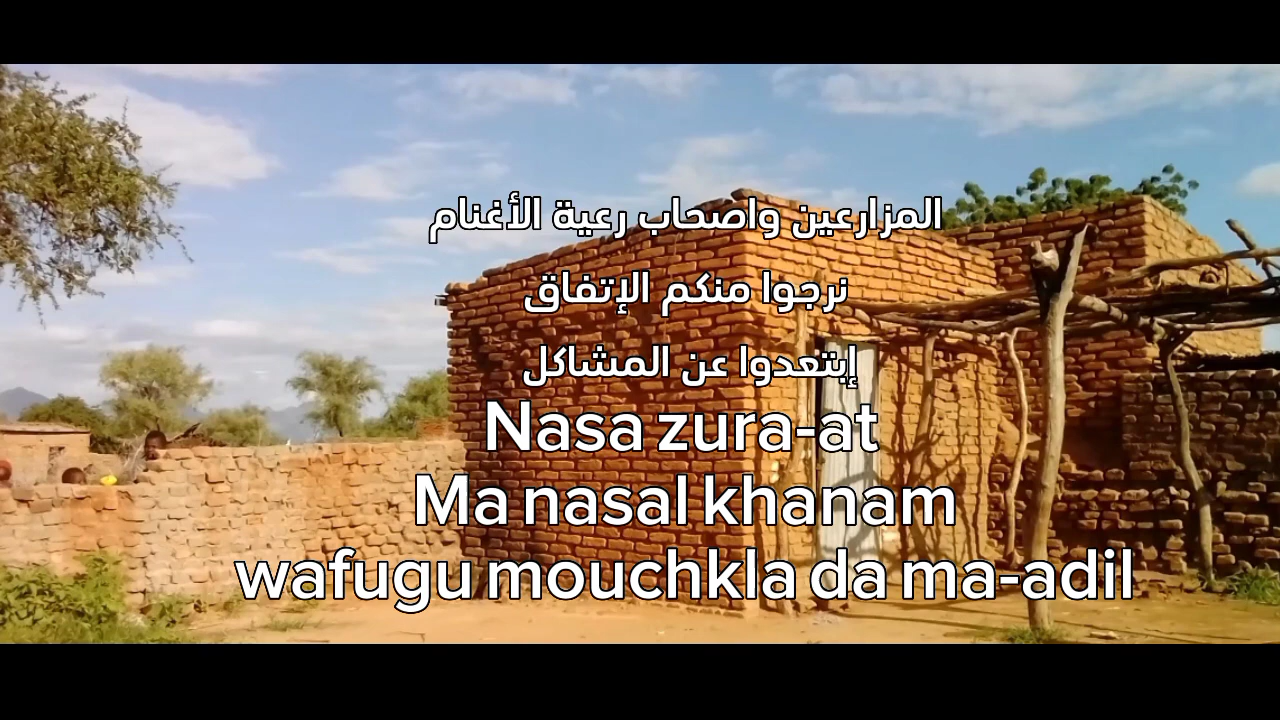 المزارعين واصحاب رعية الأغنام
نرجوا منكم الإتفاق
إبتعدوا عن المشاكل
Nasa zura-at
Ma nasal khanam
wafugu mouchkla da ma-adil